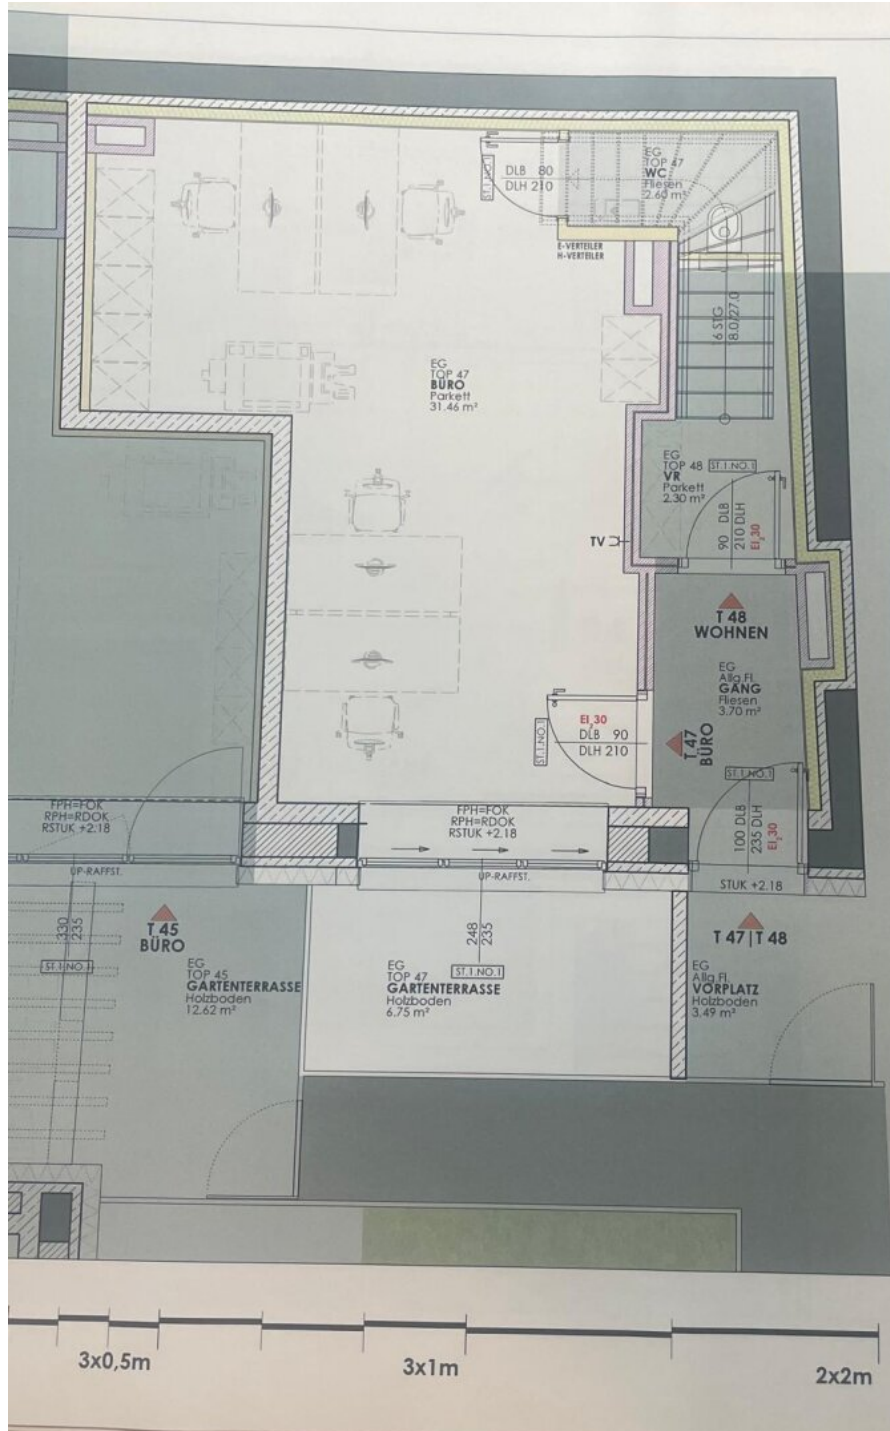 DLB 80
DLH 210
ST.1.NO.1
EG
TOP 47
WC
Fliesen
2.60 m²
E-VERTEILER
H-VERTEILER
16 STG
18.0/27.0
EG
TOP 47
BÜRO
Parkett
31.46 m²
EG
TOP 48
VR
Parkett
2.30 m²
ST.1.NO.1
90 DLB
210 DLH
EI₂30
TV
T 48
WOHNEN
EG
Allg.Fl.
GANG
Fliesen
3.70 m²
EI₂30
DLB 90
DLH 210
ST.1.NO.1
T 47
BÜRO
ST.1.NO.1
100 DLB
235 DLH
EI₂30
FPH=FOK
RPH=RDOK
RSTUK +2.18
FPH=FOK
RPH=RDOK
RSTUK +2.18
UP-RAFFST.
UP-RAFFST.
STUK +2.18
330
235
ST.1.NO.1
T 45
BÜRO
EG
TOP 45
GARTENTERRASSE
Holzboden
12.62 m²
248
235
ST.1.NO.1
EG
TOP 47
GARTENTERRASSE
Holzboden
6.75 m²
T 47 | T 48
EG
Allg.Fl.
VORPLATZ
Holzboden
3.49 m²
3x0,5m
3x1m
2x2m